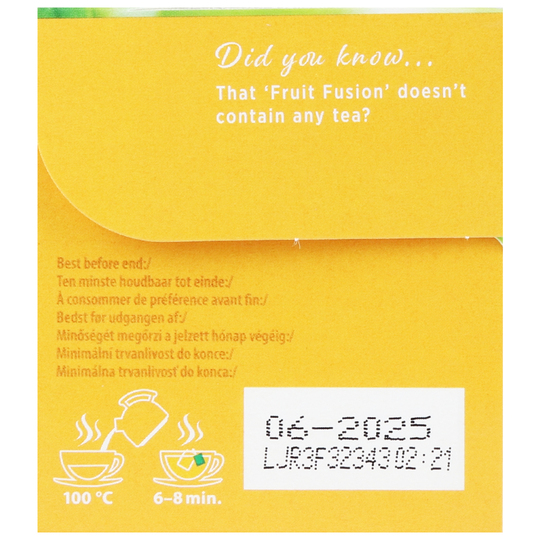 Did you know...
That ‘Fruit Fusion’ doesn’t
contain any tea?
Best before end:/
Ten minste houdbaar tot einde:/
À consommer de préférence avant fin:/
Bedst før udgangen af:/
Minőségét megőrzi a jelzett hónap végéig:/
Minimální trvanlivost do konce:/
Minimálna trvanlivosť do konca:/
06-2025
LJR3F32343 02:21
100 °C
6–8 min.